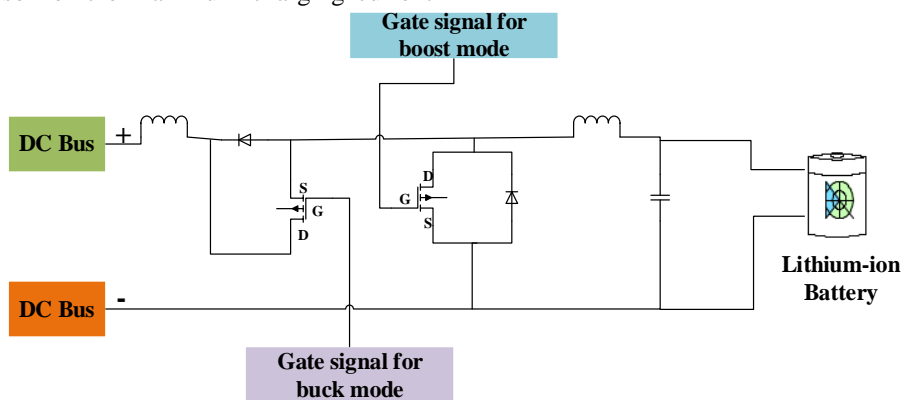 Gate signal for
boost mode
DC Bus
+
D
G
S
S
G
D
Lithium-ion
Battery
DC Bus
-
Gate signal for
buck mode